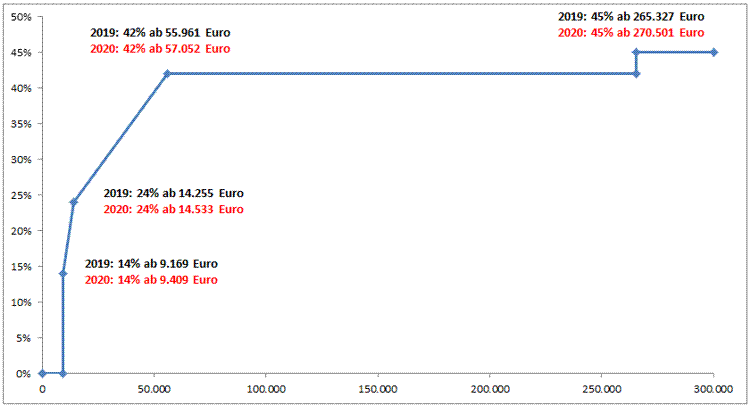 50%
2019: 42% ab 55.961 Euro
2020: 42% ab 57.052 Euro
2019: 45% ab 265.327 Euro
2020: 45% ab 270.501 Euro
45%
40%
35%
30%
25%
2019: 24% ab 14.255 Euro
2020: 24% ab 14.533 Euro
20%
15%
2019: 14% ab 9.169 Euro
2020: 14% ab 9.409 Euro
10%
5%
0%
0 50.000 100.000 150.000 200.000 250.000 300.000